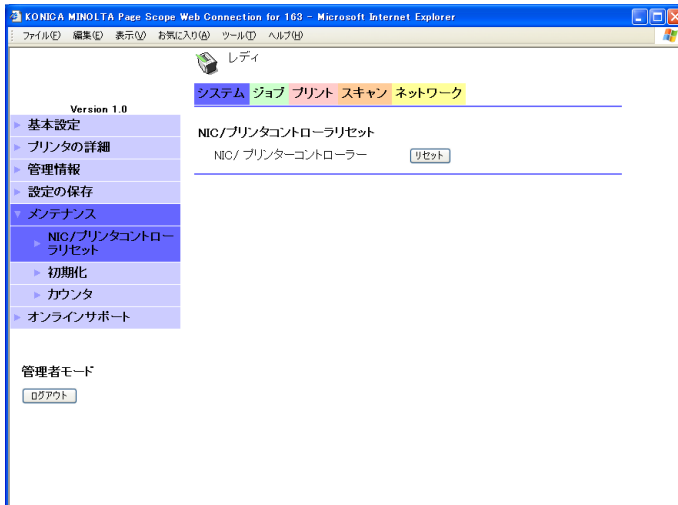 KONICA MINOLTA Page Scope Web Connection for 163 - Microsoft Internet Explorer
ファイル(F) 編集(E) 表示(V) お気に入り(A) ツール(T) ヘルプ(H)
レディ
システム ジョブ プリント スキャン ネットワーク
Version 1.0
基本設定
プリンタの詳細
管理情報
設定の保存
メンテナンス
NIC/プリンタコントロー
ラリセット
初期化
カウンタ
オンラインサポート
管理者モード
ログアウト
NIC/プリンタコントローラリセット
NIC/ プリンターコントローラー リセット